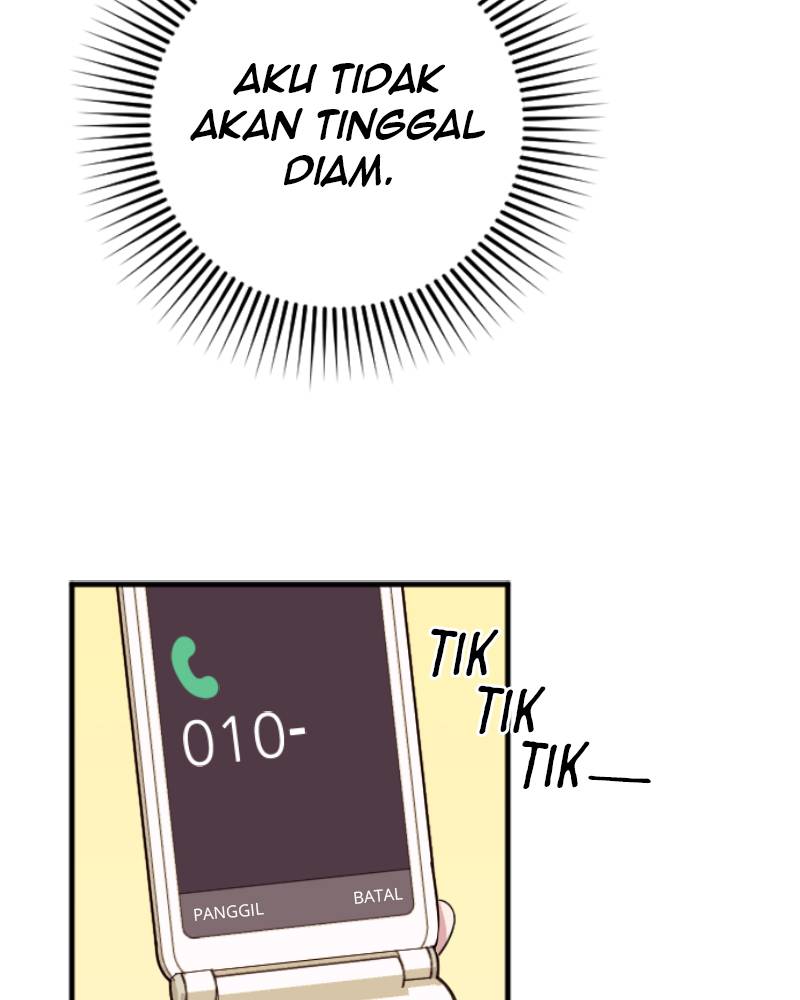 AKU TIDAK
AKAN TINGGAL
DIAM.
TIK
TIK
TIK
010-
PANGGIL BATAL